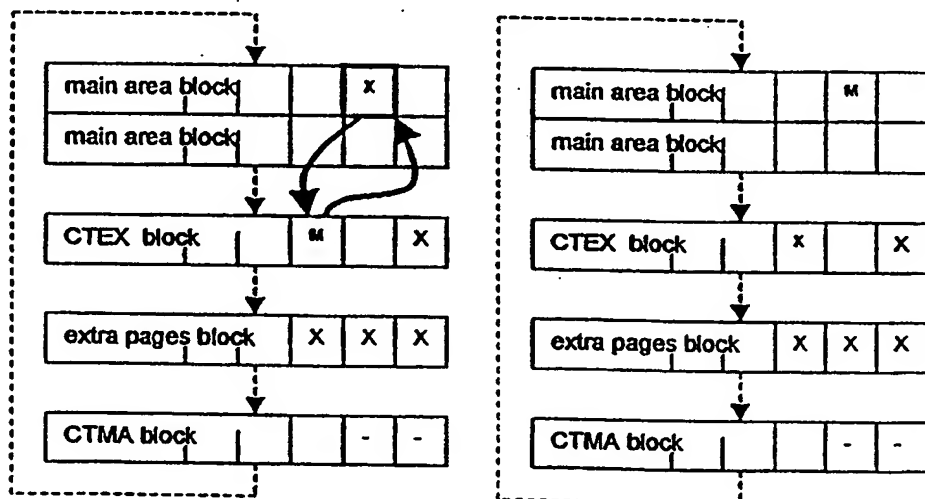 main area block X
main area block
CTEX block M X
extra pages block X X X
CTMA block - -
main area block M
main area block
CTEX block X X
extra pages block X X X
CTMA block - -